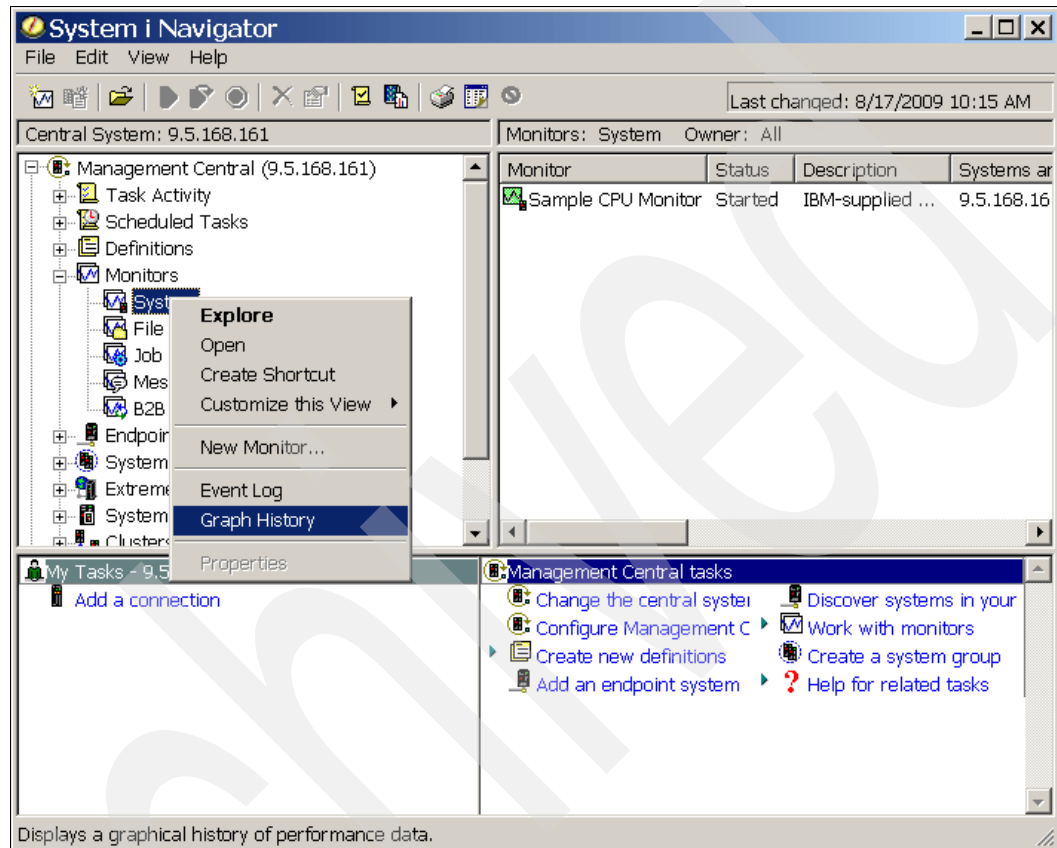 System i Navigator
File Edit View Help
Last changed: 8/17/2009 10:15 AM
Central System: 9.5.168.161
Monitors: System Owner: All
Management Central (9.5.168.161)
Task Activity
Scheduled Tasks
Definitions
Monitors
Syst
File
Job
Mes
B2B
Endpoin
System
Extreme
System
Clusters
Explore
Open
Create Shortcut
Customize this View
New Monitor...
Event Log
Graph History
Properties
Monitor Status Description Systems ar
Sample CPU Monitor Started IBM-supplied ... 9.5.168.16
My Tasks - 9.5
Add a connection
Management Central tasks
Change the central syster
Configure Management C
Create new definitions
Add an endpoint system
Discover systems in your
Work with monitors
Create a system group
Help for related tasks
Displays a graphical history of performance data.